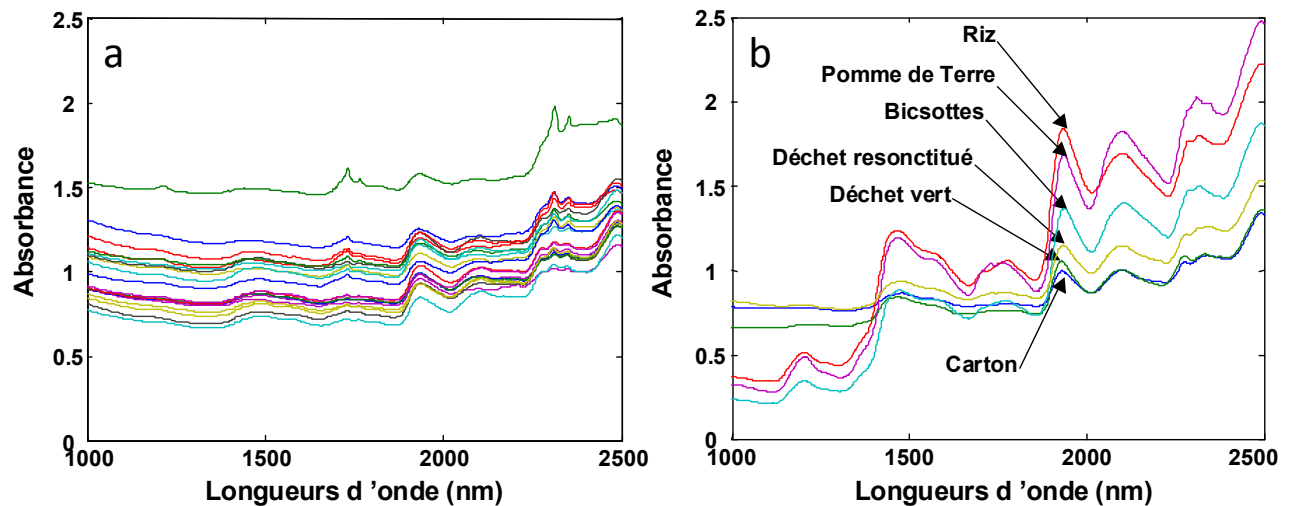 a
2.5
2
1.5
1
0.5
0
1000
1500
2000
2500
Absorbance
Longueurs d 'onde (nm)
b
2.5
2
1.5
1
0.5
0
1000
1500
2000
2500
Absorbance
Longueurs d 'onde (nm)
Riz
Pomme de Terre
Bicsottes
Déchet resonctitué
Déchet vert
Carton